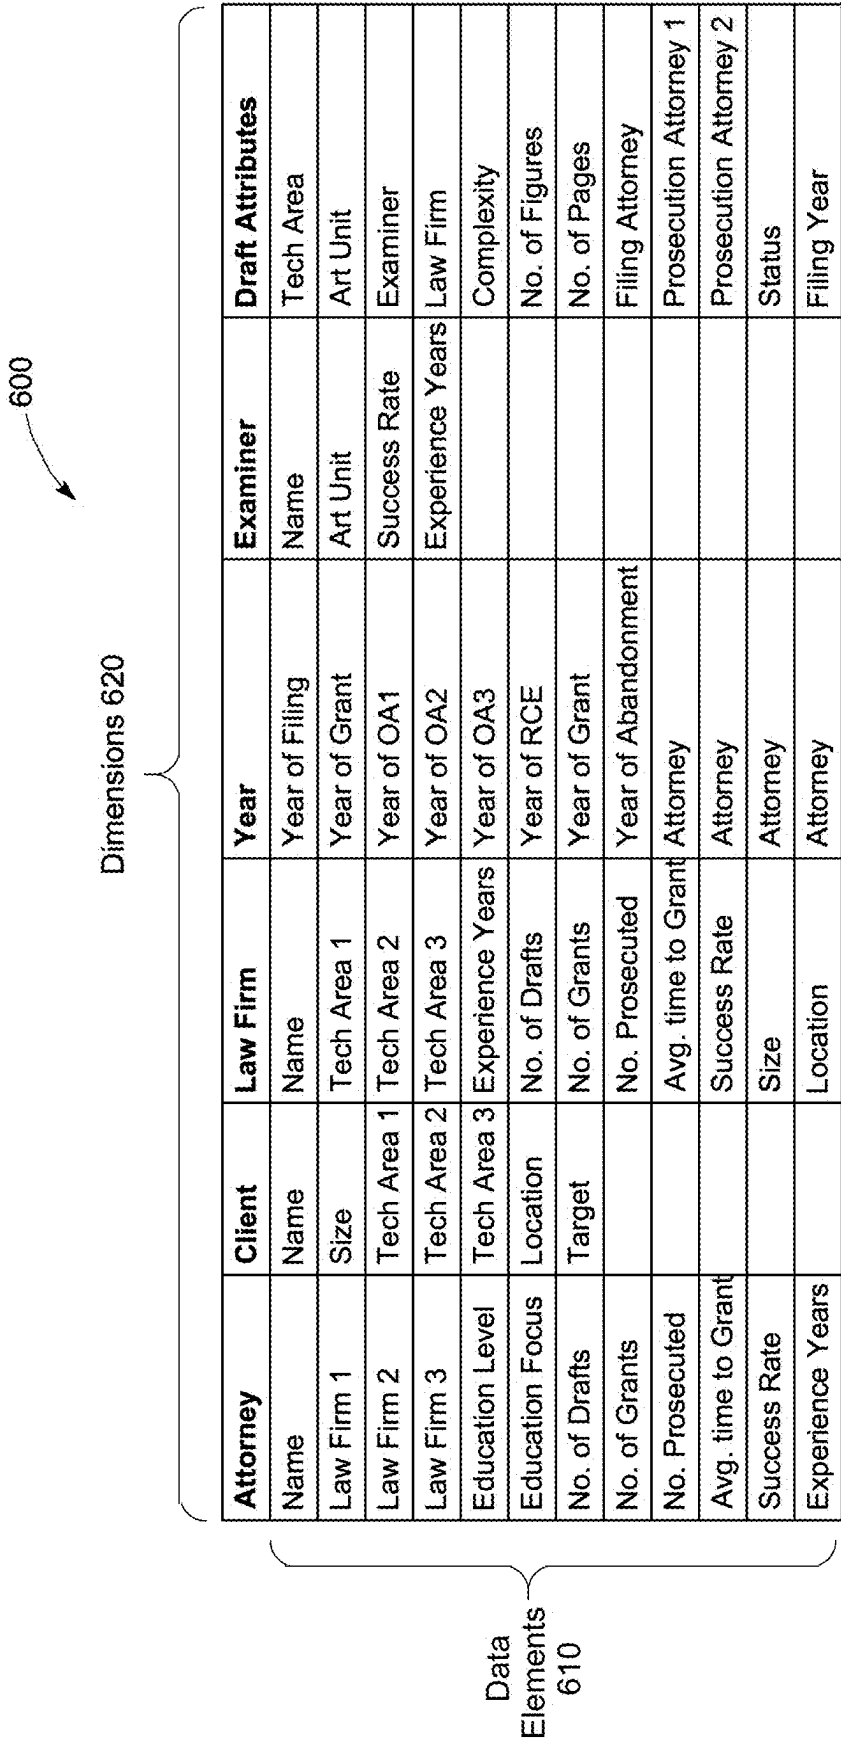 600
Dimensions 620
Attorney Client Law Firm Year Examiner Draft Attributes
Name Name Name Year of Filing Name Tech Area
Law Firm 1 Size Tech Area 1 Year of Grant Art Unit Art Unit
Law Firm 2 Tech Area 1 Tech Area 2 Year of OA1 Success Rate Examiner
Law Firm 3 Tech Area 2 Tech Area 3 Year of OA2 Experience Years Law Firm
Education Level Tech Area 3 Experience Years Year of OA3 Complexity
Education Focus Location No. of Drafts Year of RCE No. of Figures
No. of Drafts Target No. of Grants Year of Grant No. of Pages
No. of Grants No. Prosecuted Year of Abandonment Filing Attorney
No. Prosecuted Avg. time to Grant Attorney Prosecution Attorney 1
Avg. time to Grant Success Rate Attorney Prosecution Attorney 2
Success Rate Size Attorney Status
Experience Years Location Attorney Filing Year
Data
Elements
610